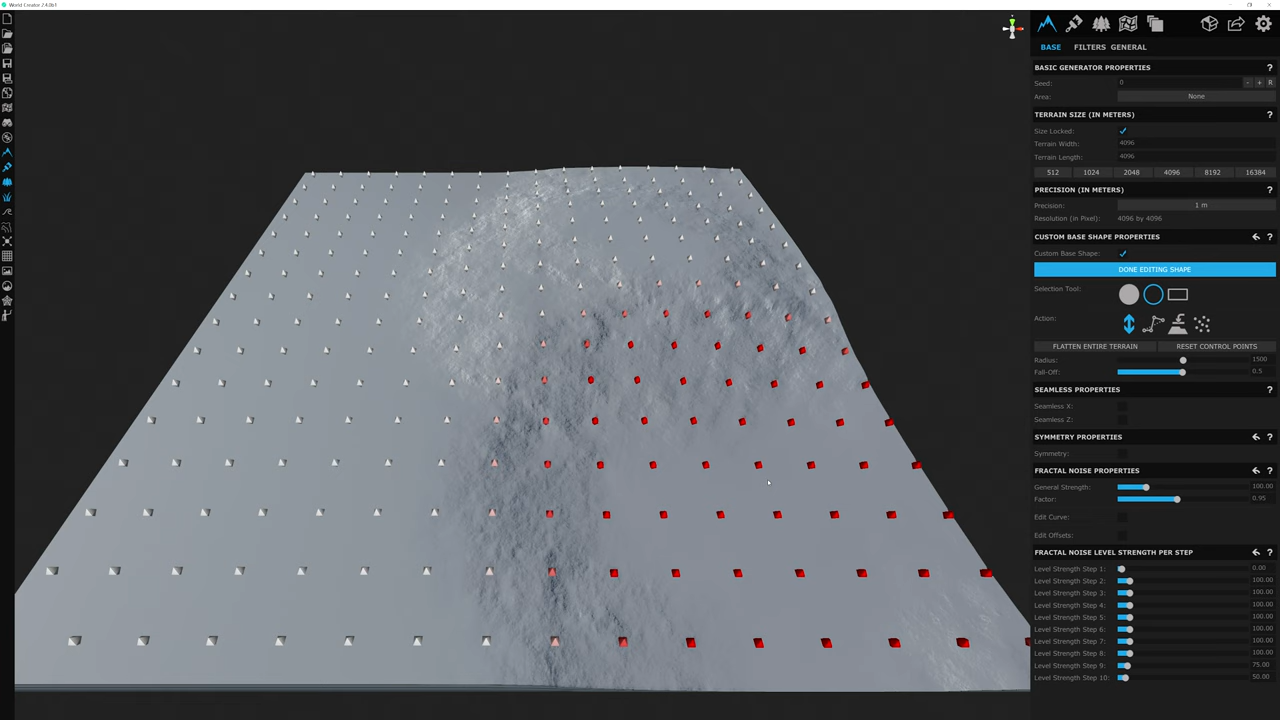 World Creator 2.4.0b1
BASE FILTERS GENERAL
BASIC GENERATOR PROPERTIES ?
Seed: 0 - + R
Area: None
TERRAIN SIZE (IN METERS) ?
Size Locked:
Terrain Width: 4096
Terrain Length: 4096
512 1024 2048 4096 8192 16384
PRECISION (IN METERS) ?
Precision: 1 m
Resolution (in Pixel): 4096 by 4096
CUSTOM BASE SHAPE PROPERTIES ?
Custom Base Shape:
DONE EDITING SHAPE
Selection Tool:
Action:
FLATTEN ENTIRE TERRAIN RESET CONTROL POINTS
Radius: 1500
Fall-Off: 0.5
SEAMLESS PROPERTIES ?
Seamless X:
Seamless Z:
SYMMETRY PROPERTIES ?
Symmetry:
FRACTAL NOISE PROPERTIES ?
General Strength: 100.00
Factor: 0.95
Edit Curve:
Edit Offsets:
FRACTAL NOISE LEVEL STRENGTH PER STEP ?
Level Strength Step 1: 0.00
Level Strength Step 2: 100.00
Level Strength Step 3: 100.00
Level Strength Step 4: 100.00
Level Strength Step 5: 100.00
Level Strength Step 6: 100.00
Level Strength Step 7: 100.00
Level Strength Step 8: 100.00
Level Strength Step 9: 75.00
Level Strength Step 10: 50.00